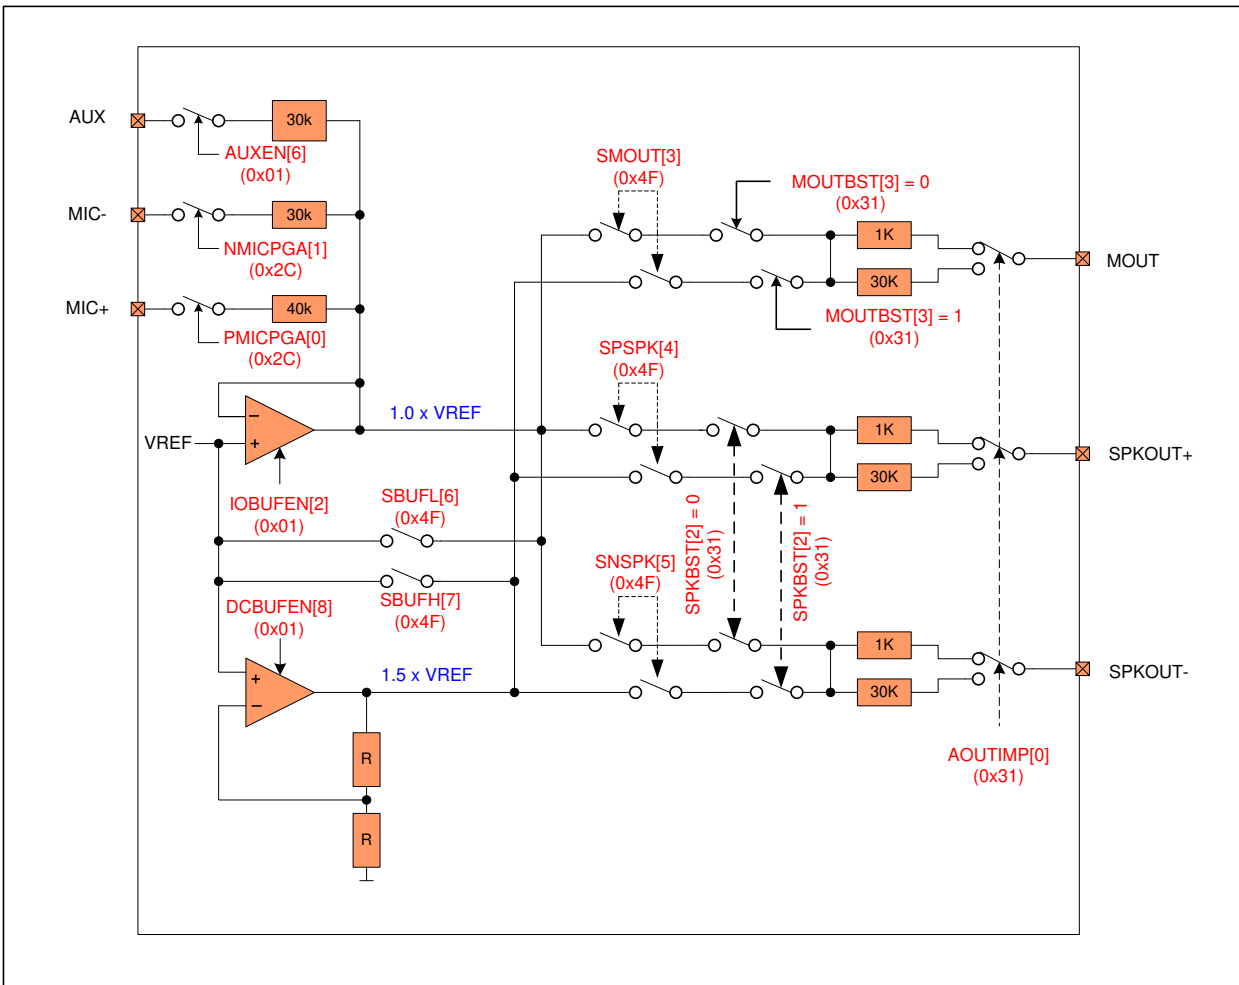 AUX
30k
AUXEN[6]
(0x01)
MIC-
30k
NMICPGA[1]
(0x2C)
MIC+
40k
PMICPGA[0]
(0x2C)
SMOUT[3]
(0x4F)
MOUTBST[3] = 0
(0x31)
1K
30K
MOUT
MOUTBST[3] = 1
(0x31)
VREF
−
+
IOBUFEN[2]
(0x01)
1.0 x VREF
SPSPK[4]
(0x4F)
1K
30K
SPKOUT+
SBUFL[6]
(0x4F)
SBUFH[7]
(0x4F)
SPKBST[2] = 0
(0x31)
SPKBST[2] = 1
(0x31)
DCBUFEN[8]
(0x01)
+
−
1.5 x VREF
SNSPK[5]
(0x4F)
1K
30K
SPKOUT-
R
R
AOUTIMP[0]
(0x31)